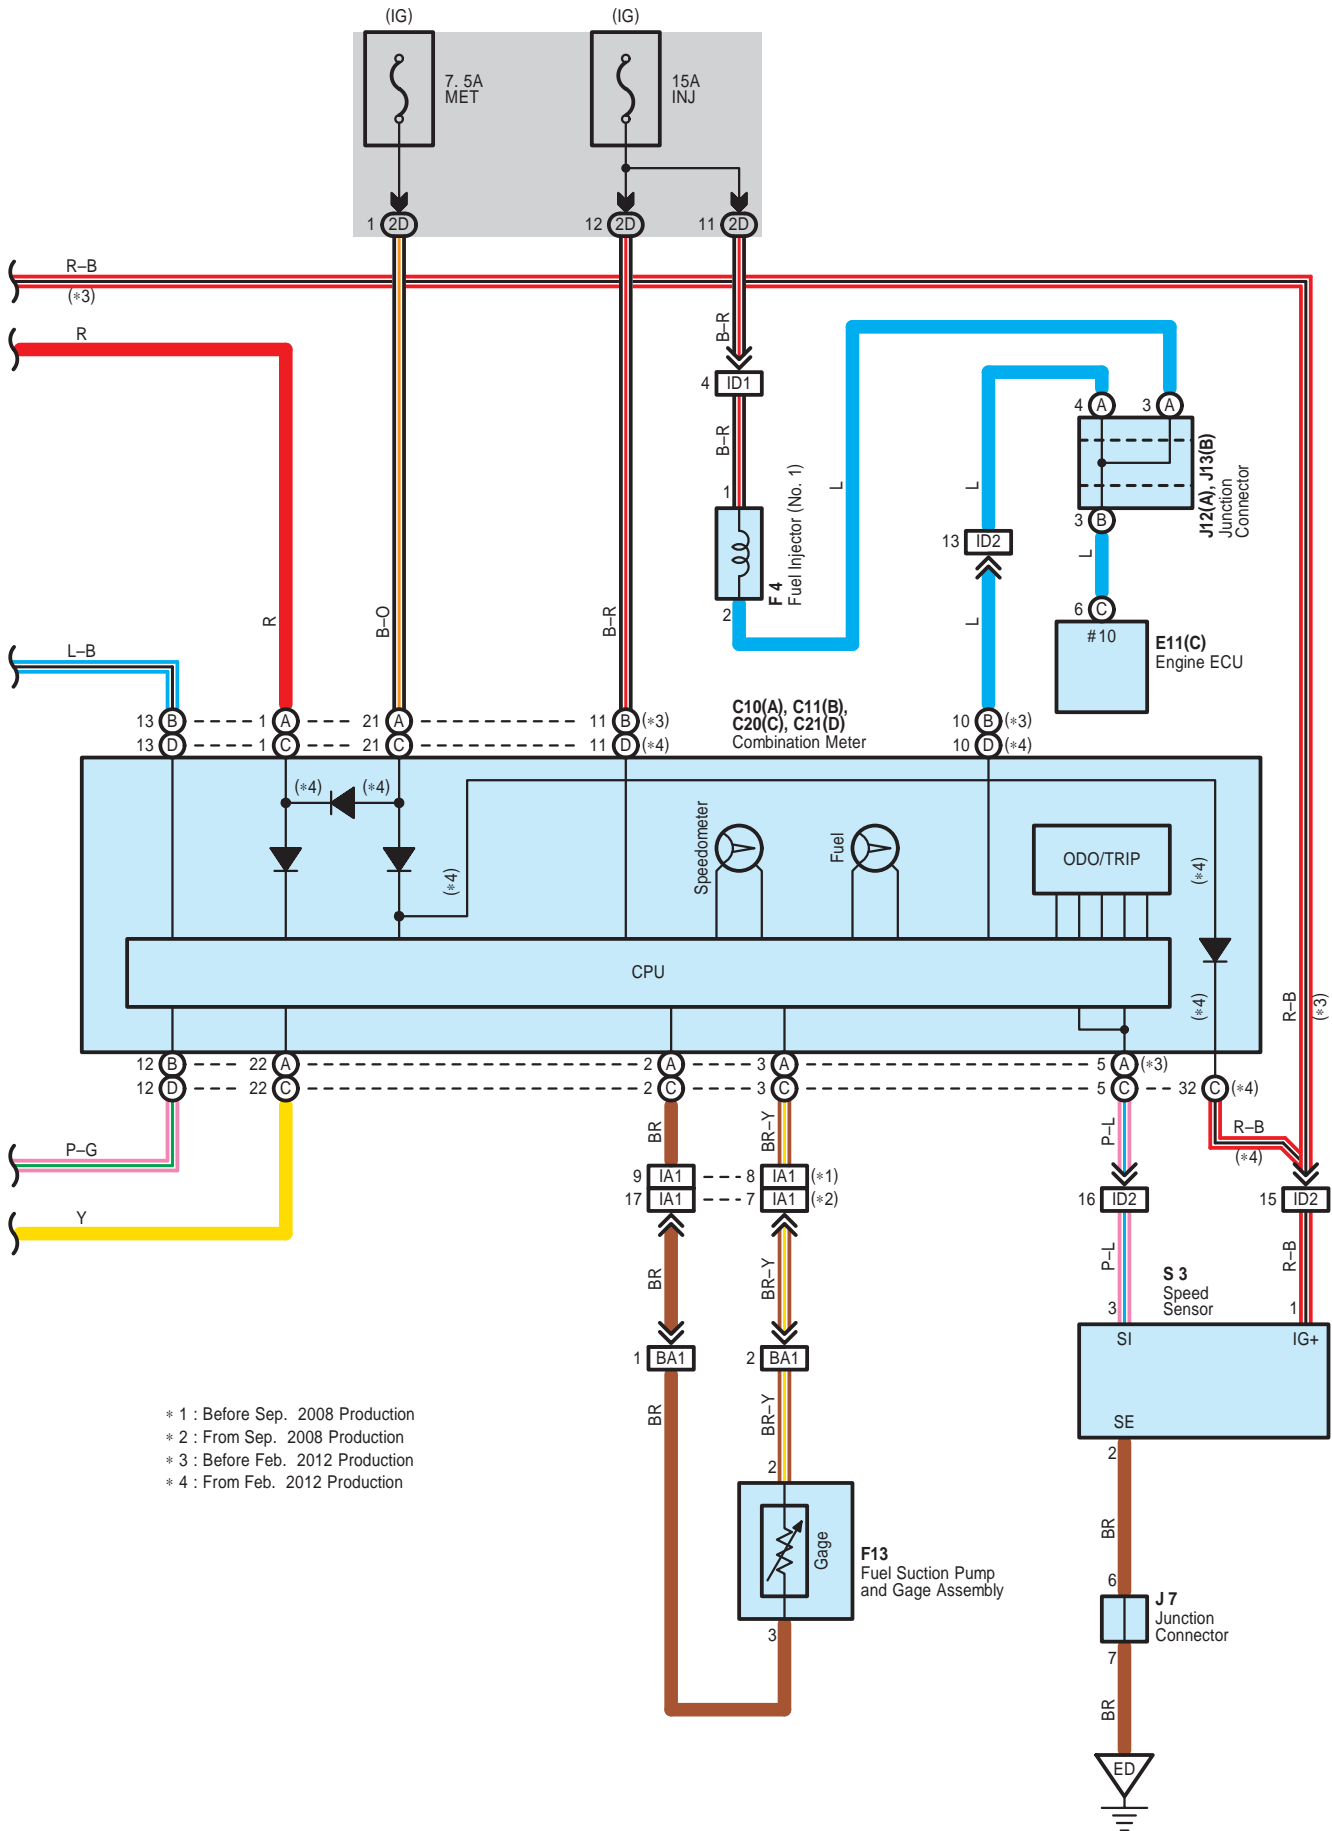 (IG) (IG)
7. 5A
MET
15A
INJ
1 2D 12 2D 11 2D
R–B
(∗3)
R
B–R
4 ID1
B–R
4 A 3 A
J12(A), J13(B)
Junction
Connector
1
F 4
Fuel Injector (No. 1)
2
L
L
13 ID2
L
3 B
L
6 C
#10
E11(C)
Engine ECU
R
B–O
B–R
L–B
C10(A), C11(B),
C20(C), C21(D)
Combination Meter
13 B 1 A 21 A 11 B (∗3) 10 B (∗3)
13 D 1 C 21 C 11 D (∗4) 10 D (∗4)
(∗4) (∗4)
(∗4)
Speedometer
Fuel
ODO/TRIP
(∗4)
CPU
(∗4)
R–B
(∗3)
12 B 22 A 2 A 3 A 5 A (∗3)
12 D 22 C 2 C 3 C 5 C 32 C (∗4)
P–G
Y
BR
BR–Y
P–L
R–B
(∗4)
9 IA1 8 IA1 (∗1)
17 IA1 7 IA1 (∗2)
16 ID2 15 ID2
BR
BR–Y
P–L
R–B
S 3
Speed
Sensor
3 1
SI IG+
SE
2
1 BA1 2 BA1
BR
BR–Y
2
Gage
F13
Fuel Suction Pump
and Gage Assembly
3
∗ 1 : Before Sep. 2008 Production
∗ 2 : From Sep. 2008 Production
∗ 3 : Before Feb. 2012 Production
∗ 4 : From Feb. 2012 Production
BR
6
J 7
Junction
Connector
7
BR
ED